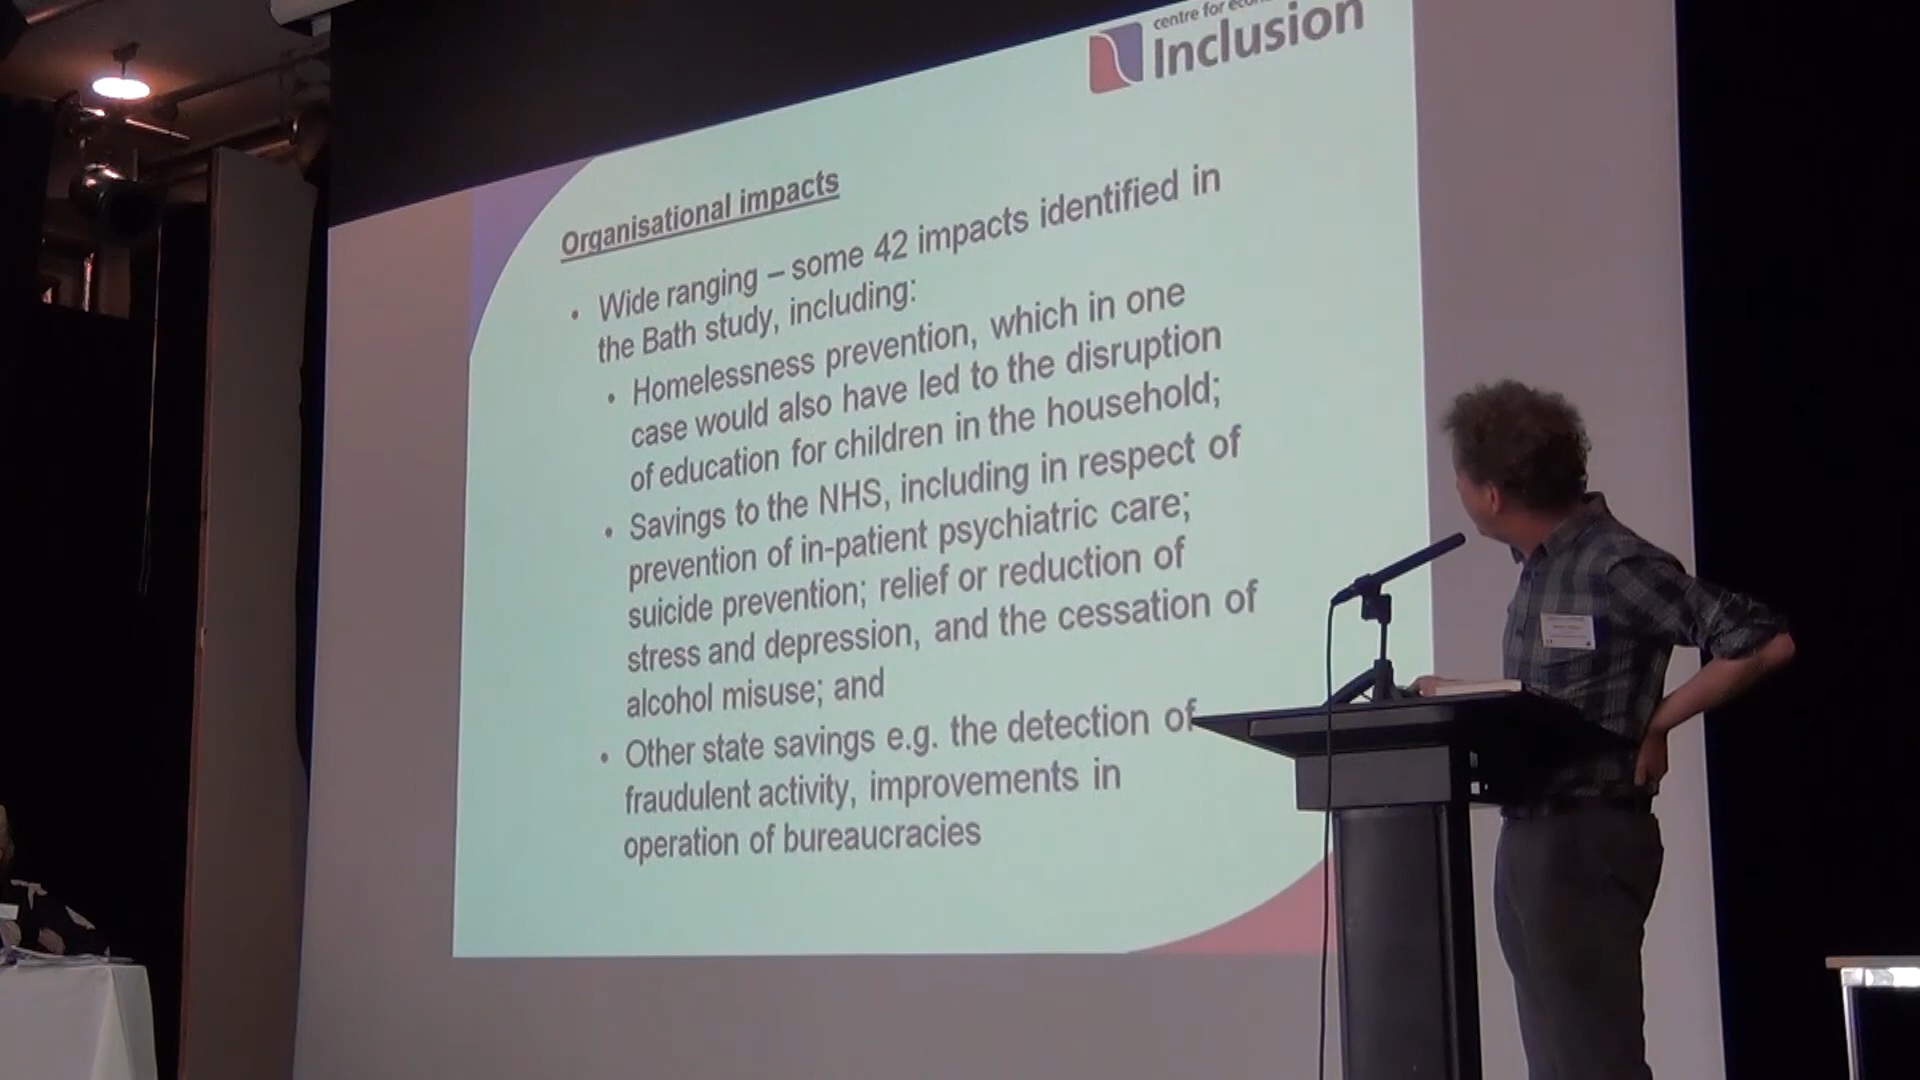 centre for
Inclusion
Organisational impacts
• Wide ranging – some 42 impacts identified in
the Bath study, including:
• Homelessness prevention, which in one
case would also have led to the disruption
of education for children in the household;
• Savings to the NHS, including in respect of
prevention of in-patient psychiatric care;
suicide prevention; relief or reduction of
stress and depression, and the cessation of
alcohol misuse; and
• Other state savings e.g. the detection of
fraudulent activity, improvements in
operation of bureaucracies